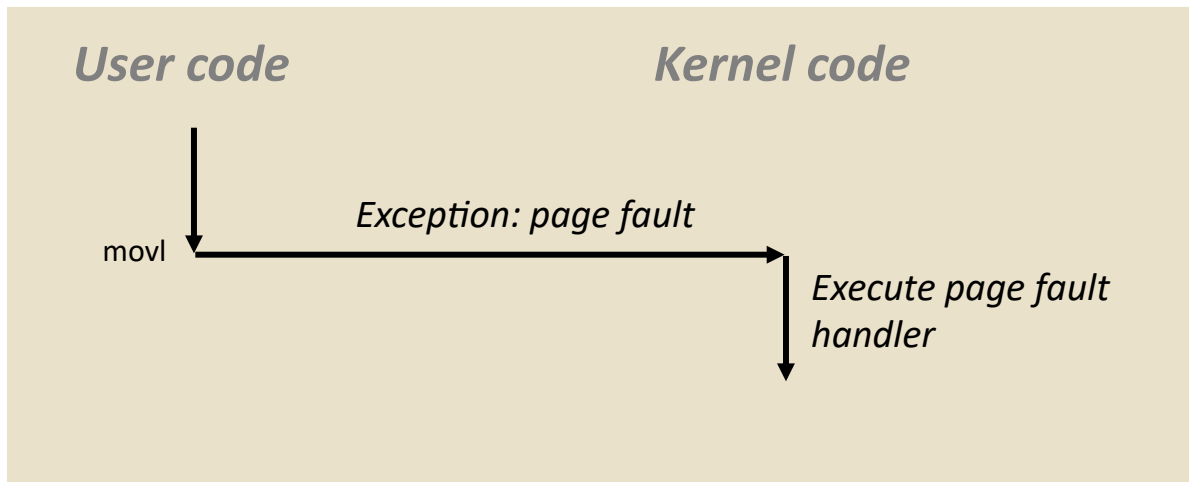 User code
Kernel code
Exception: page fault
movl
Execute page fault
handler